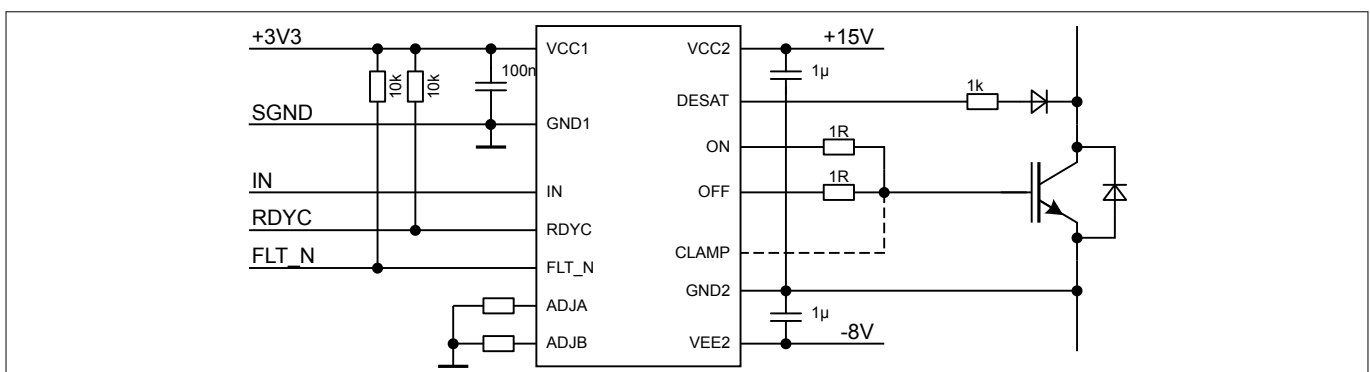 +3V3
VCC1
VCC2
+15V
10k
10k
100n
1µ
DESAT
1k
SGND
GND1
ON
1R
IN
IN
OFF
1R
RDYC
RDYC
CLAMP
FLT_N
FLT_N
GND2
ADJA
1µ
ADJB
VEE2
-8V